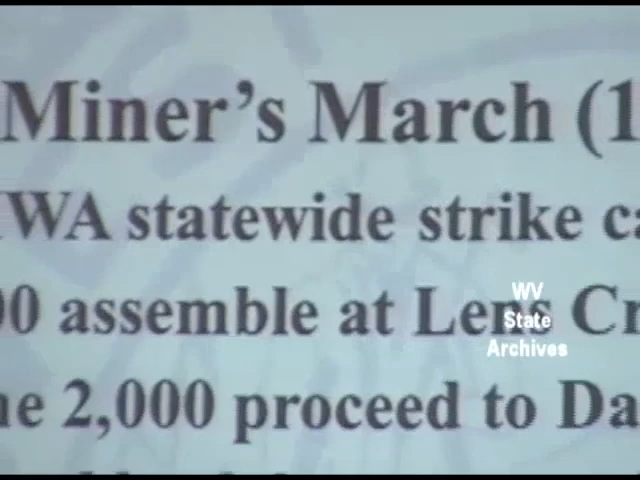 Miner's March (1
WA statewide strike ca
00 assemble at Lens Cr
e 2,000 proceed to Da
WV
State
Archives